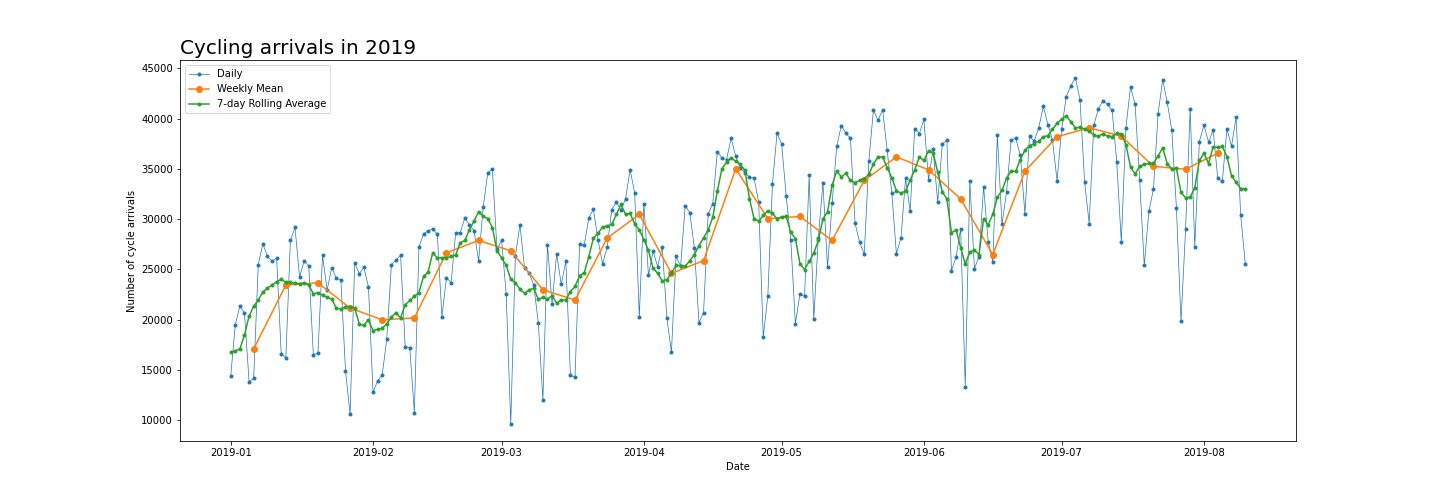 Cycling arrivals in 2019
Daily
Weekly Mean
7-day Rolling Average
Number of cycle arrivals
45000
40000
35000
30000
25000
20000
15000
10000
2019-01 2019-02 2019-03 2019-04 2019-05 2019-06 2019-07 2019-08
Date